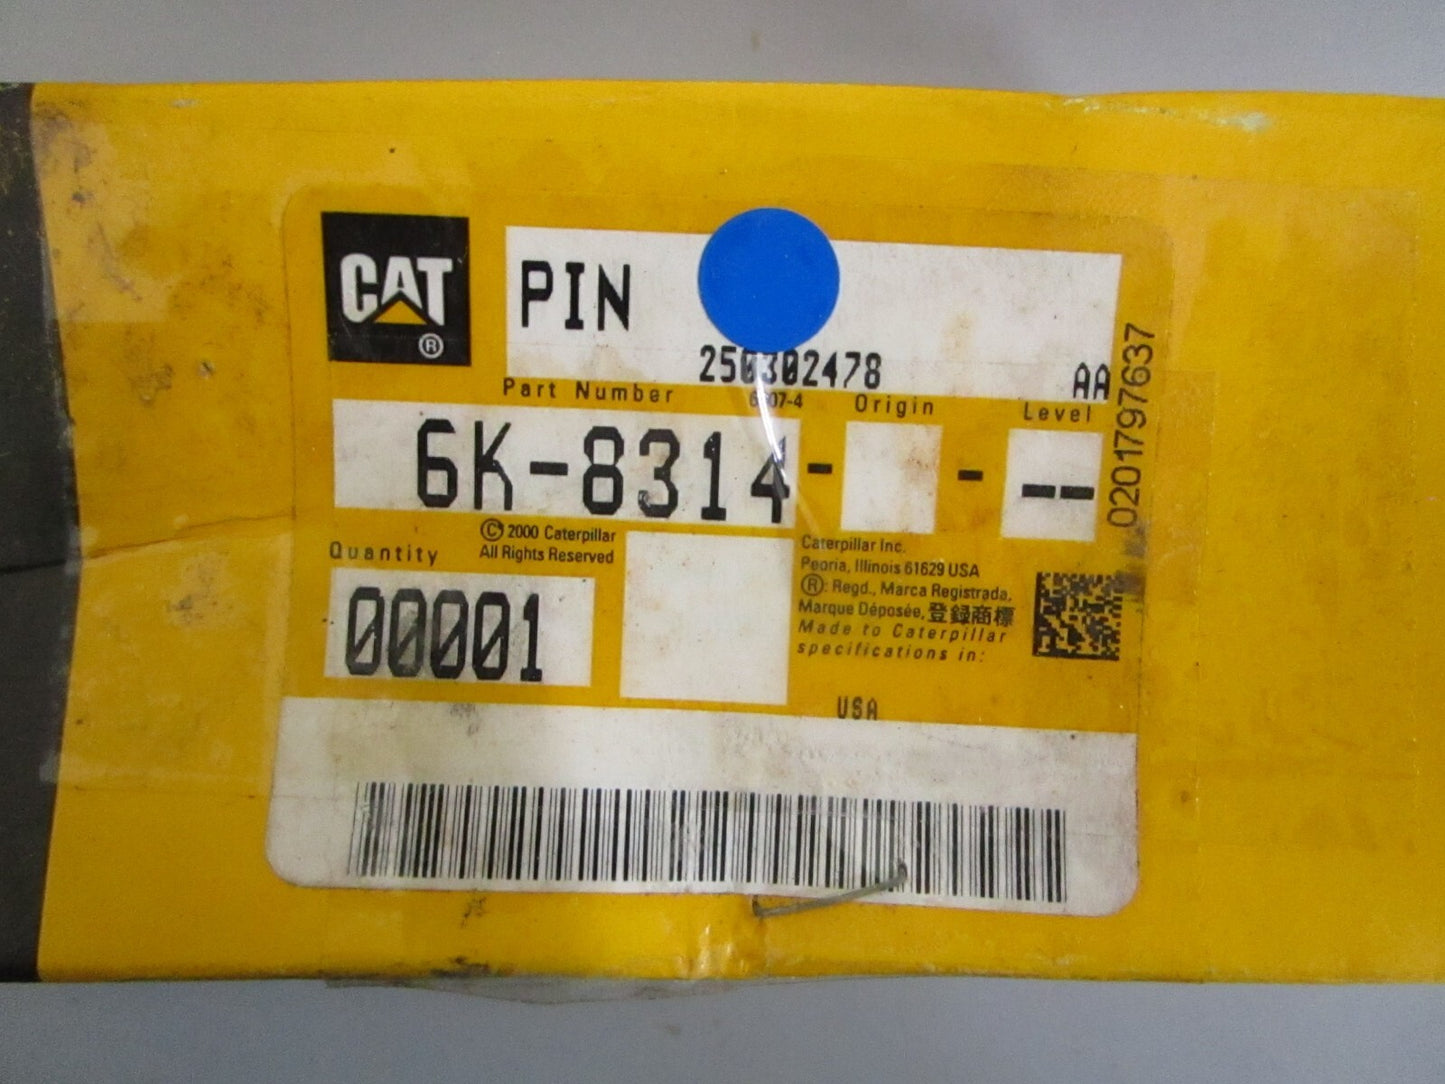 CAT
®
PIN
250302478
AA
Part Number
Origin
Level
6K-8314-
-
--
0201797637
© 2000 Caterpillar
All Rights Reserved
Quantity
00001
Caterpillar Inc.
Peoria, Illinois 61629 USA
®: Regd., Marca Registrada,
Marque Déposée, 登録商標
Made to Caterpillar
specifications in:
USA